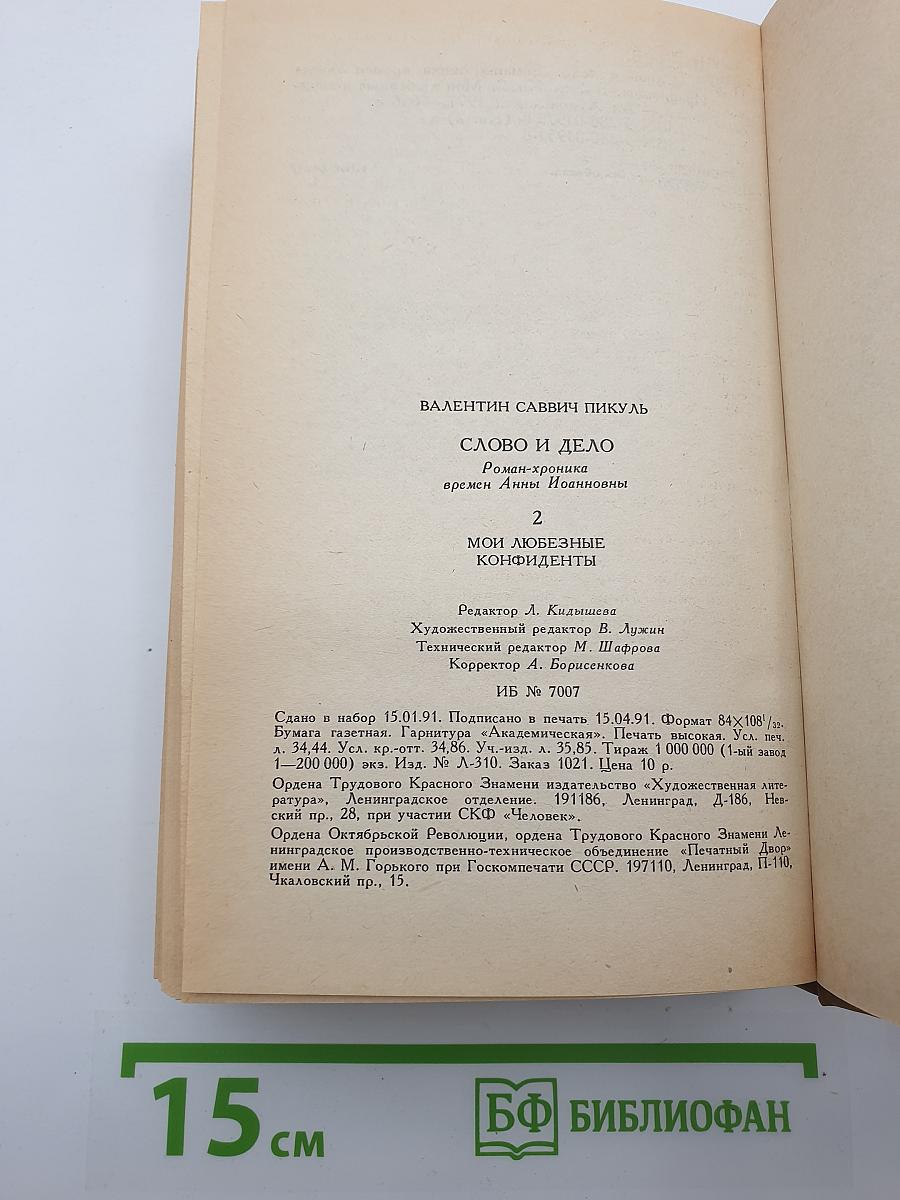 ВАЛЕНТИН САВВИЧ ПИКУЛЬ
СЛОВО И ДЕЛО
Роман-хроника
времен Анны Иоанновны
2
МОИ ЛЮБЕЗНЫЕ
КОНФИДЕНТЫ
Редактор Л. Кидышева
Художественный редактор В. Лужин
Технический редактор М. Шафрова
Корректор А. Борисенкова
ИБ № 7007
Сдано в набор 15.01.91. Подписано в печать 15.04.91. Формат 84×108¹/₃₂.
Бумага газетная. Гарнитура «Академическая». Печать высокая. Усл. печ.
л. 34,44. Усл. кр.-отт. 34,86. Уч.-изд. л. 35,85. Тираж 1 000 000 (1-ый завод
1—200 000) экз. Изд. № Л-310. Заказ 1021. Цена 10 р.
Ордена Трудового Красного Знамени издательство «Художественная лите-
ратура», Ленинградское отделение. 191186, Ленинград, Д-186, Нев-
ский пр., 28, при участии СКФ «Человек».
Ордена Октябрьской Революции, ордена Трудового Красного Знамени Ле-
нинградское производственно-техническое объединение «Печатный Двор»
имени А. М. Горького при Госкомпечати СССР. 197110, Ленинград, П-110,
Чкаловский пр., 15.
15 см
БФ БИБЛИОФАН